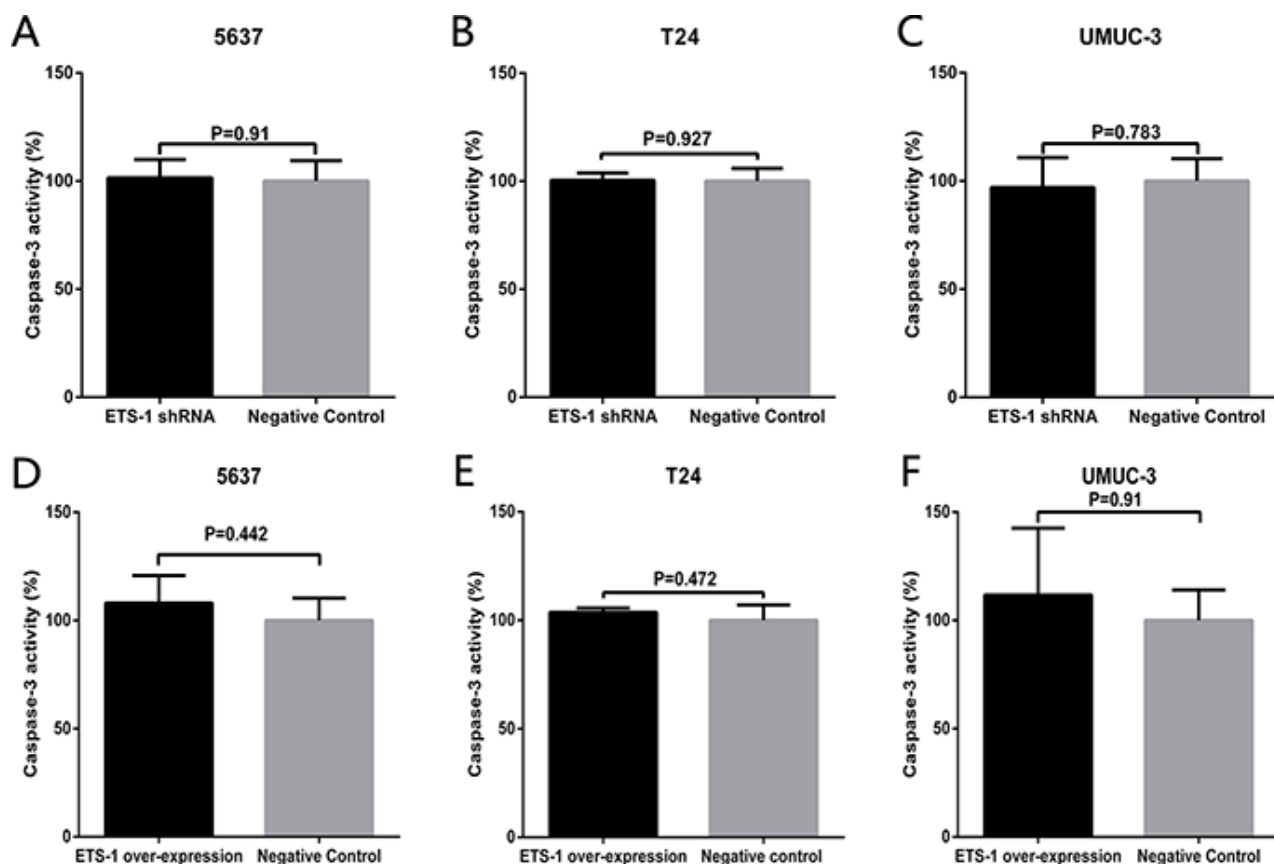 A
5637
Caspase-3 activity (%)
150
100
50
0
P=0.91
ETS-1 shRNA
Negative Control
B
T24
Caspase-3 activity (%)
150
100
50
0
P=0.927
ETS-1 shRNA
Negative Control
C
UMUC-3
Caspase-3 activity (%)
150
100
50
0
P=0.783
ETS-1 shRNA
Negative Control
D
5637
Caspase-3 activity (%)
150
100
50
0
P=0.442
ETS-1 over-expression
Negative Control
E
T24
Caspase-3 activity (%)
150
100
50
0
P=0.472
ETS-1 over-expression
Negative control
F
UMUC-3
Caspase-3 activity (%)
150
100
50
0
P=0.91
ETS-1 over-expression
Negative Control